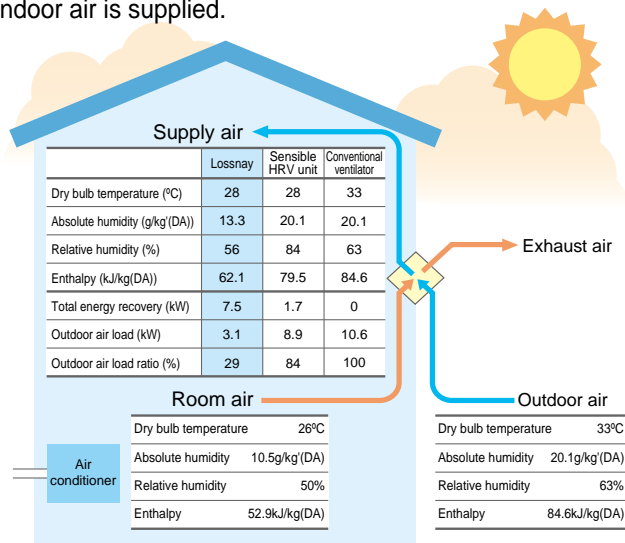 ndoor air is supplied.
Supply air
Lossnay Sensible HRV unit Conventional ventilator
Dry bulb temperature (ºC) 28 28 33
Absolute humidity (g/kg'(DA)) 13.3 20.1 20.1
Relative humidity (%) 56 84 63
Enthalpy (kJ/kg(DA)) 62.1 79.5 84.6
Total energy recovery (kW) 7.5 1.7 0
Outdoor air load (kW) 3.1 8.9 10.6
Outdoor air load ratio (%) 29 84 100
Exhaust air
Room air
Dry bulb temperature 26ºC
Absolute humidity 10.5g/kg'(DA)
Relative humidity 50%
Enthalpy 52.9kJ/kg(DA)
Air
conditioner
Outdoor air
Dry bulb temperature 33ºC
Absolute humidity 20.1g/kg'(DA)
Relative humidity 63%
Enthalpy 84.6kJ/kg(DA)